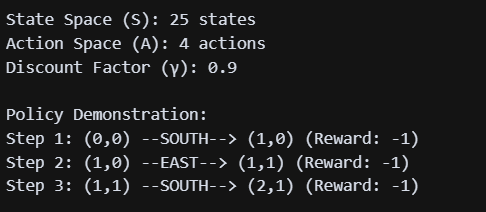 State Space (S): 25 states
Action Space (A): 4 actions
Discount Factor (γ): 0.9
Policy Demonstration:
Step 1: (0,0) --SOUTH--> (1,0) (Reward: -1)
Step 2: (1,0) --EAST--> (1,1) (Reward: -1)
Step 3: (1,1) --SOUTH--> (2,1) (Reward: -1)